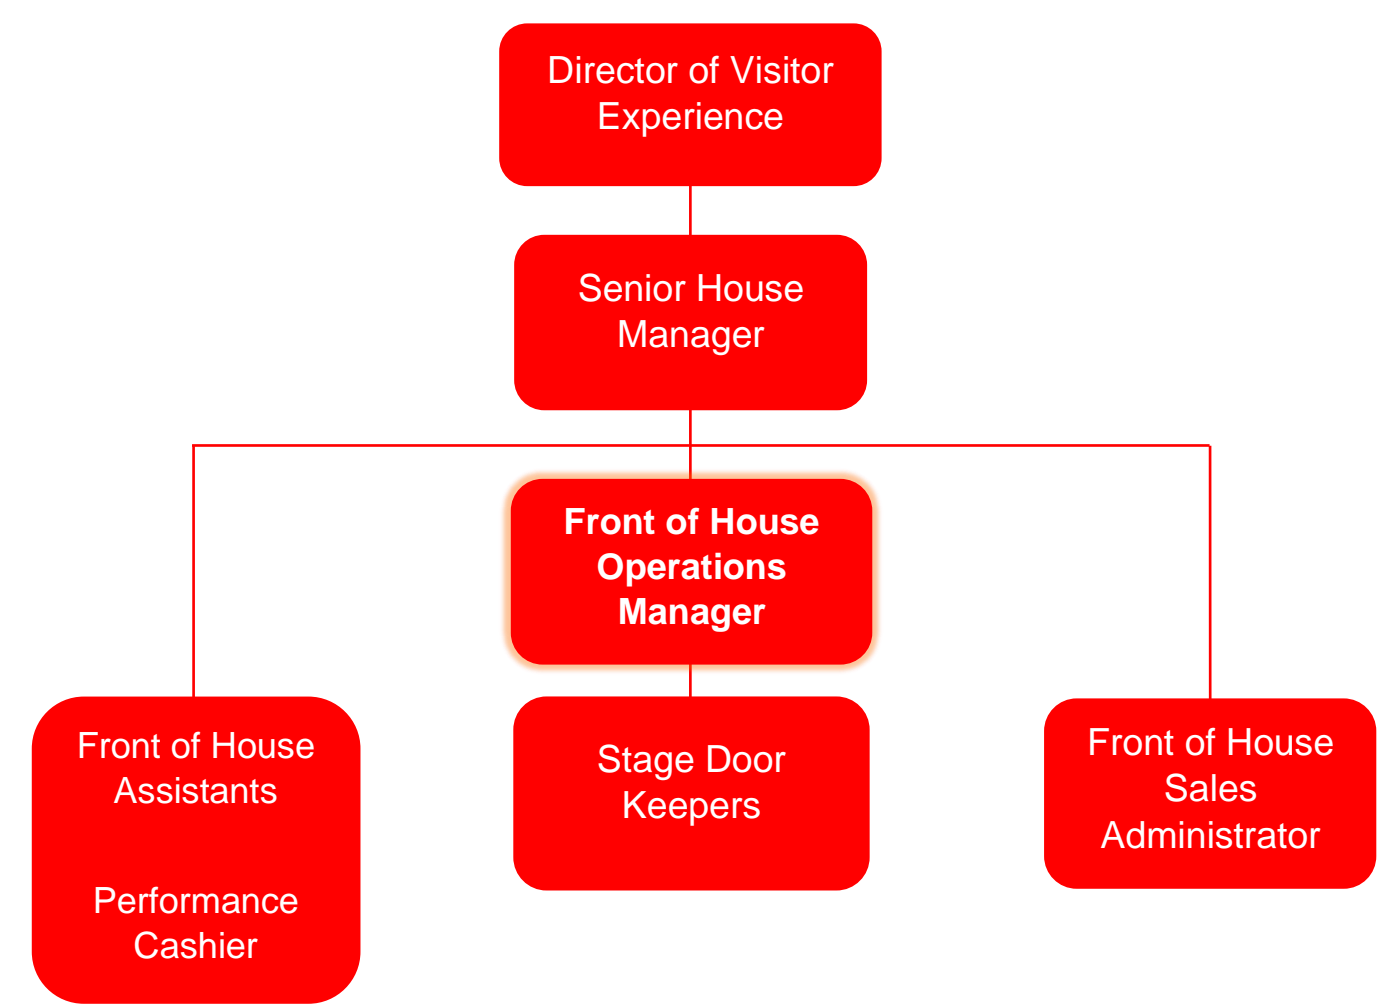 Director of Visitor
Experience
Senior House
Manager
Front of House
Operations
Manager
Front of House
Assistants
Performance
Cashier
Stage Door
Keepers
Front of House
Sales
Administrator